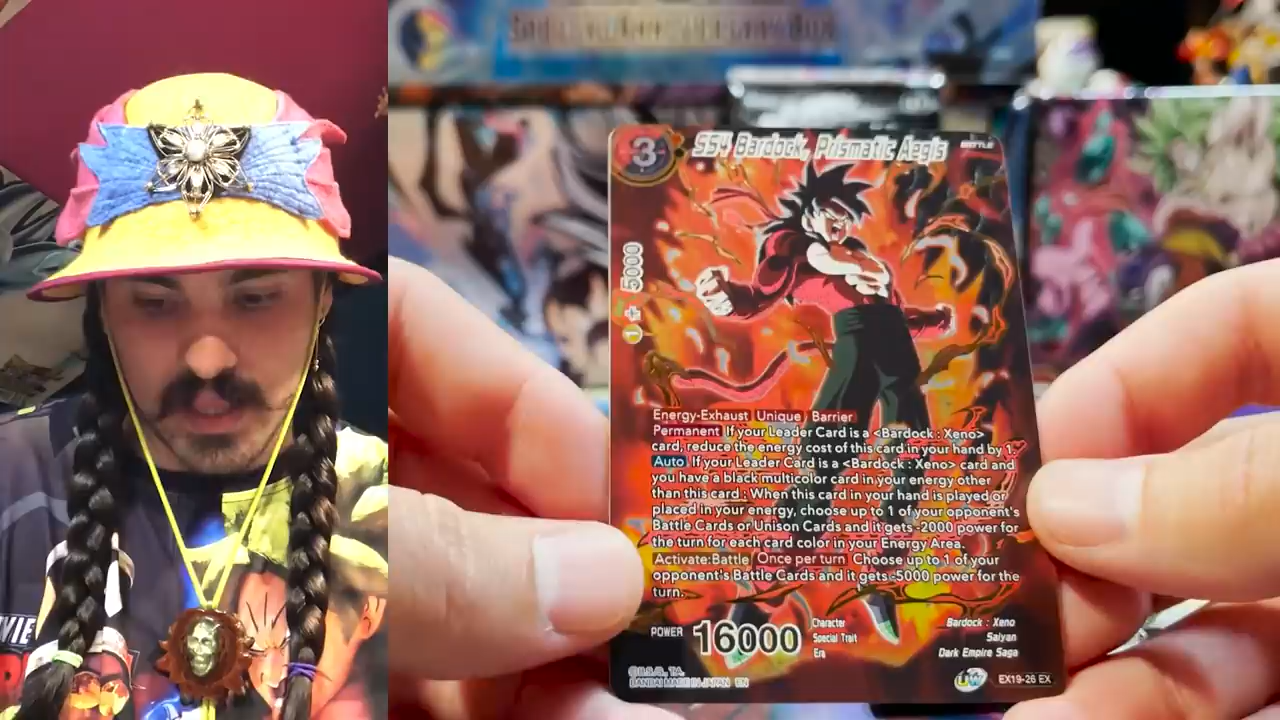 3
SS4 Bardock, Prismatic Aegis
BATTLE
1 5000
Energy-Exhaust Unique Barrier
Permanent If your Leader Card is a <Bardock : Xeno>
card, reduce the energy cost of this card in your hand by 1.
Auto If your Leader Card is a <Bardock : Xeno> card and
you have a black multicolor card in your energy other
than this card : When this card in your hand is played or
placed in your energy, choose up to 1 of your opponent's
Battle Cards or Unison Cards and it gets -2000 power for
the turn for each card color in your Energy Area.
Activate:Battle Once per turn Choose up to 1 of your
opponent's Battle Cards and it gets -5000 power for the
turn.
POWER 16000
Character Bardock : Xeno
Special Trait Saiyan
Era Dark Empire Saga
BANDAI MADE IN JAPAN EN
UW EX19-26 EX